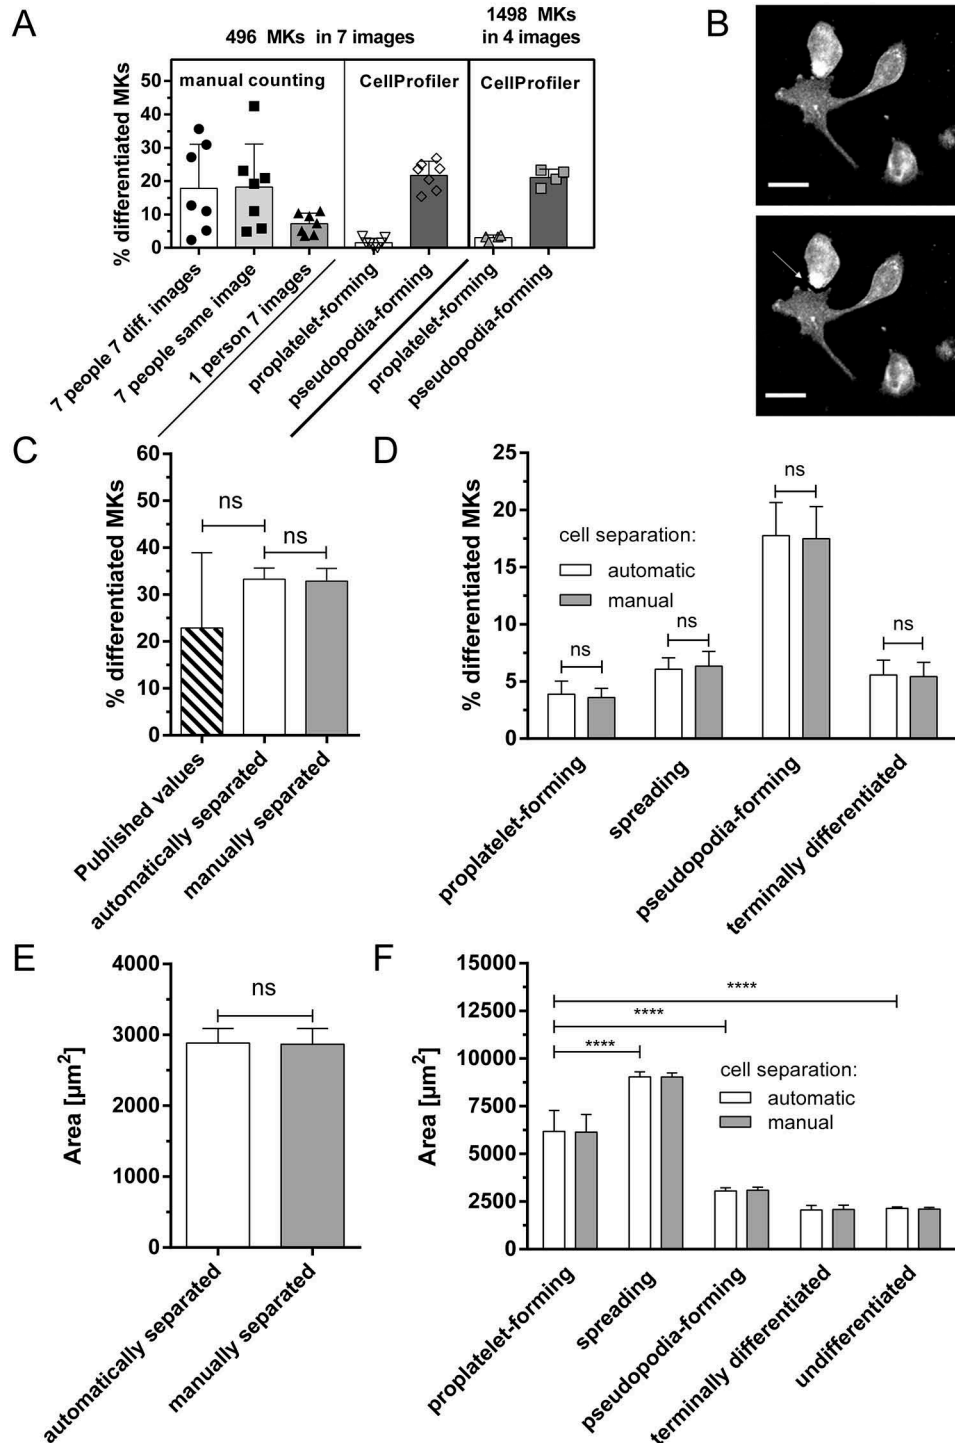 A
496 MKs in 7 images
1498 MKs
in 4 images
manual counting
CellProfiler
CellProfiler
% differentiated MKs
50
40
30
20
10
0
7 people 7 diff. images
7 people same image
1 person 7 images
proplatelet-forming
pseudopodia-forming
proplatelet-forming
pseudopodia-forming
B
C
% differentiated MKs
60
50
40
30
20
10
0
ns
ns
Published values
automatically separated
manually separated
D
% differentiated MKs
25
20
15
10
5
0
cell separation:
automatic
manual
ns
ns
ns
ns
proplatelet-forming
spreading
pseudopodia-forming
terminally differentiated
E
Area [µm²]
4000
3000
2000
1000
0
ns
automatically separated
manually separated
F
Area [µm²]
15000
12500
10000
7500
5000
2500
0
****
****
****
cell separation:
automatic
manual
proplatelet-forming
spreading
pseudopodia-forming
terminally differentiated
undifferentiated